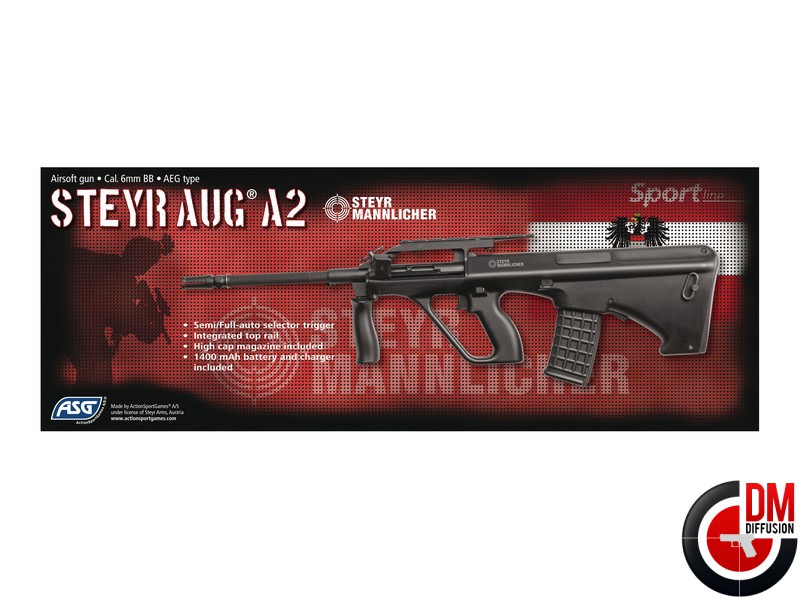 Airsoft gun • Cal. 6mm BB • AEG type
STEYR AUG® A2
STEYR
MANNLICHER
Sport line
STEYR
MANNLICHER
• Semi/Full-auto selector trigger
• Integrated top rail
• High cap magazine included
• 1400 mAh battery and charger
included
STEYR
MANNLICHER
ASG
ActionSportGames A/S
Made by ActionSportGames® A/S
under license of Steyr Arms, Austria
www.actionsportgames.com
DM
DIFFUSION